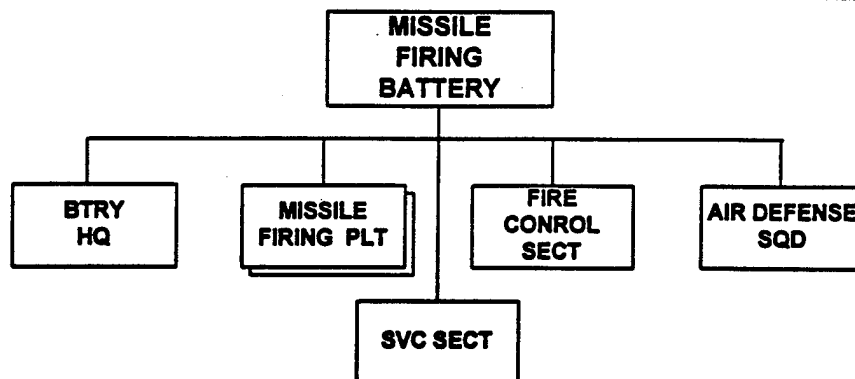 MISSILE
FIRING
BATTERY
BTRY
HQ
MISSILE
FIRING PLT
FIRE
CONROL
SECT
AIR DEFENSE
SQD
SVC SECT